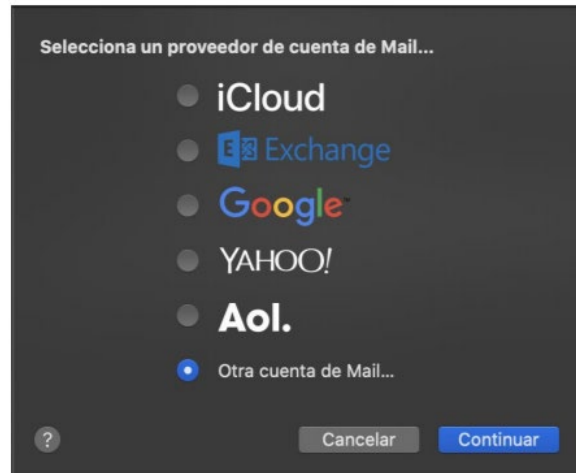 Selecciona un proveedor de cuenta de Mail...
iCloud
E Exchange
Google
YAHOO!
Aol.
Otra cuenta de Mail...
? Cancelar Continuar